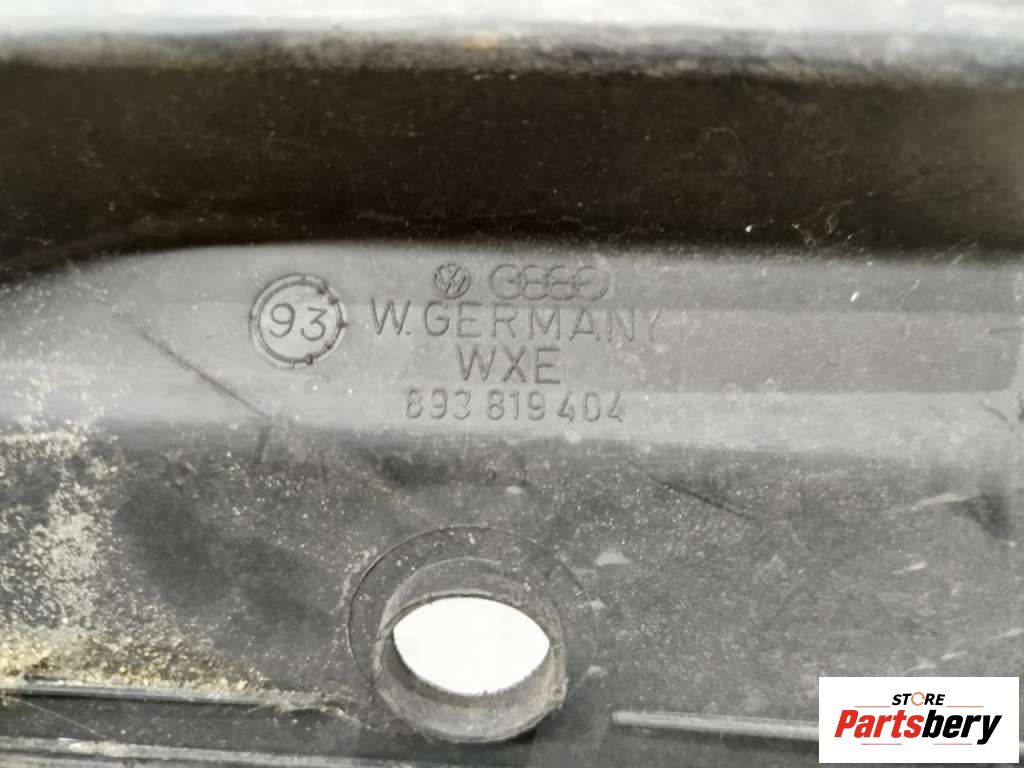 93
W. GERMANY
WXE
893 819 404
STORE
Partsbery